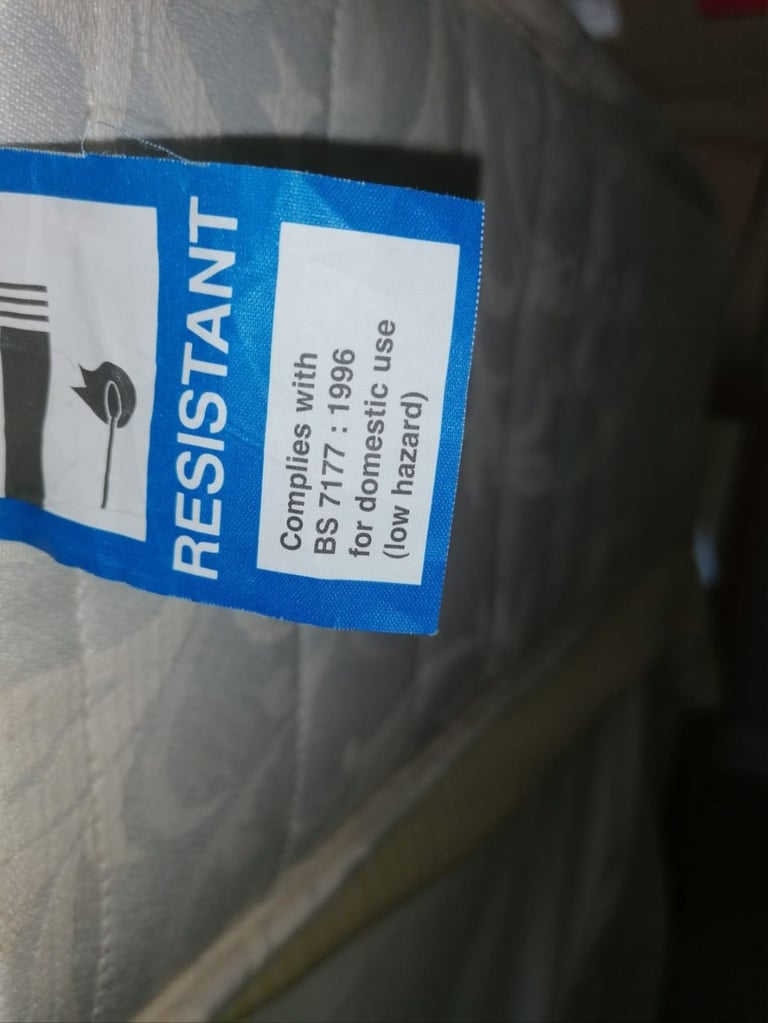 RESISTANT
Complies with
BS 7177 : 1996
for domestic use
(low hazard)